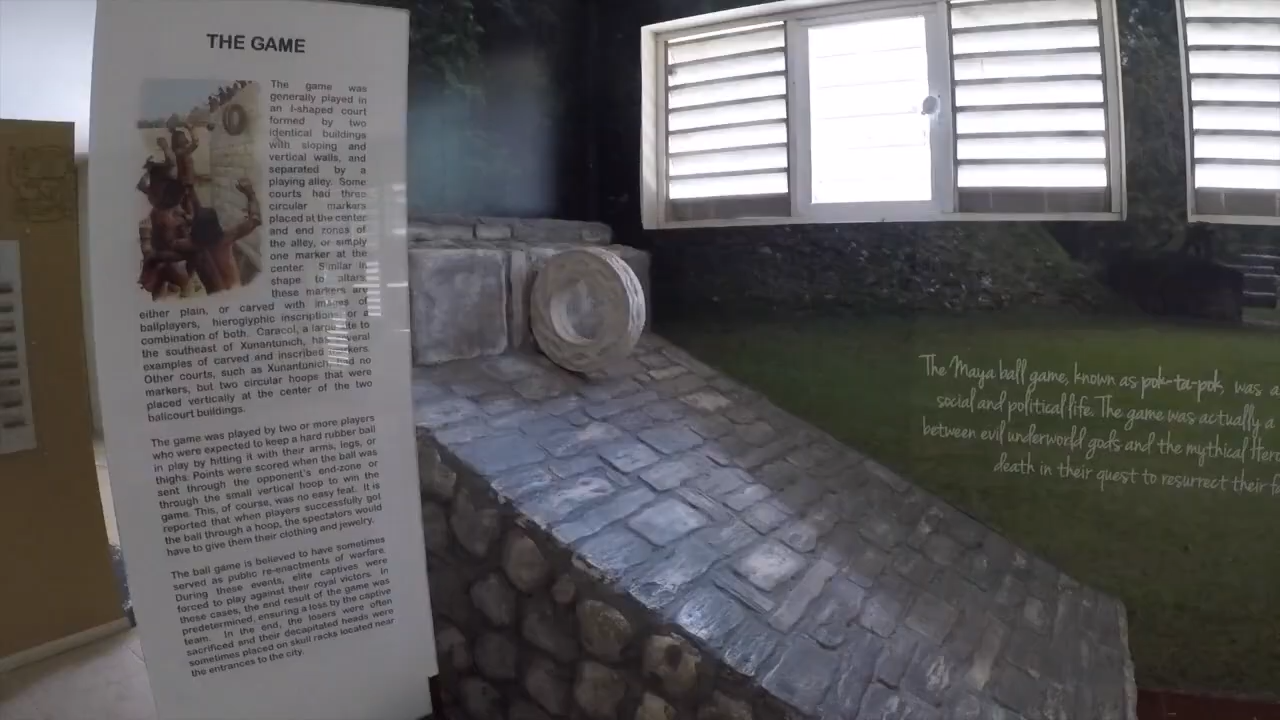 THE GAME
The game was
generally played in
an I-shaped court
formed by two
identical buildings
with sloping and
vertical walls, and
separated by a
playing alley. Some
courts had three
circular markers
placed at the center
and end zones of
the alley, or simply
one marker at the
center. Similar in
shape to altars,
these markers are
either plain, or carved with images of
ballplayers, hieroglyphic inscriptions or a
combination of both. Caracol, a large site to
the southeast of Xunantunich, has several
examples of carved and inscribed markers.
Other courts, such as Xunantunich, had no
markers, but two circular hoops that were
placed vertically at the center of the two
ballcourt buildings.
The game was played by two or more players
who were expected to keep a hard rubber ball
in play by hitting it with their arms, legs, or
thighs. Points were scored when the ball was
sent through the opponent's end-zone or
through the small vertical hoop to win the
game. This, of course, was no easy feat. It is
reported that when players successfully got
the ball through a hoop, the spectators would
have to give them their clothing and jewelry.
The ball game is believed to have sometimes
served as public re-enactments of warfare.
During these events, elite captives were
forced to play against their royal victors. In
these cases, the end result of the game was
predetermined, ensuring a loss by the captive
team. In the end, the losers were often
sacrificed and their decapitated heads were
sometimes placed on skull racks located near
the entrances to the city.
The Maya ball game, known as pok-ta-pok, was a
social and political life. The game was actually a
between evil underworld gods and the mythical Hero
death in their quest to resurrect their